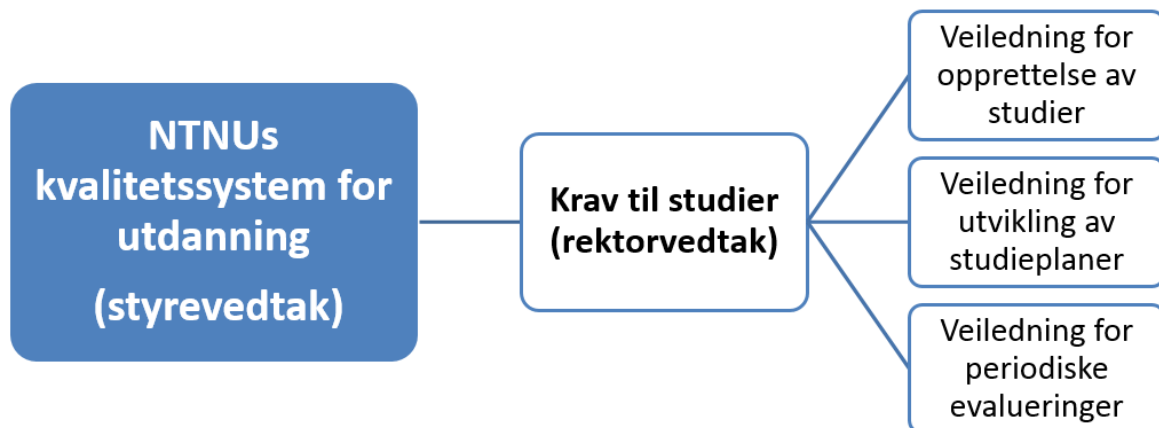 NTNUs
kvalitetssystem for
utdanning
(styrevedtak)
Krav til studier
(rektorvedtak)
Veiledning for
opprettelse av
studier
Veiledning for
utvikling av
studieplaner
Veiledning for
periodiske
evalueringer